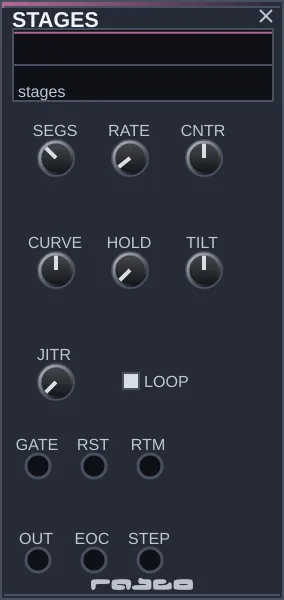 STAGES
stages
SEGS RATE CNTR
CURVE HOLD TILT
JITR
LOOP
GATE RST RTM
OUT EOC STEP